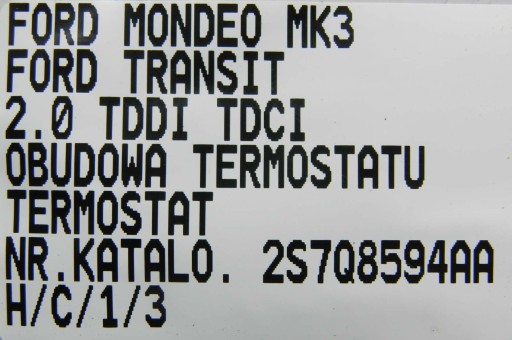 FORD MONDEO MK3
FORD TRANSIT
2.0 TDDI TDCI
OBUDOWA TERMOSTATU
TERMOSTAT
NR.KATALO. 2S7Q8594AA
H/C/1/3